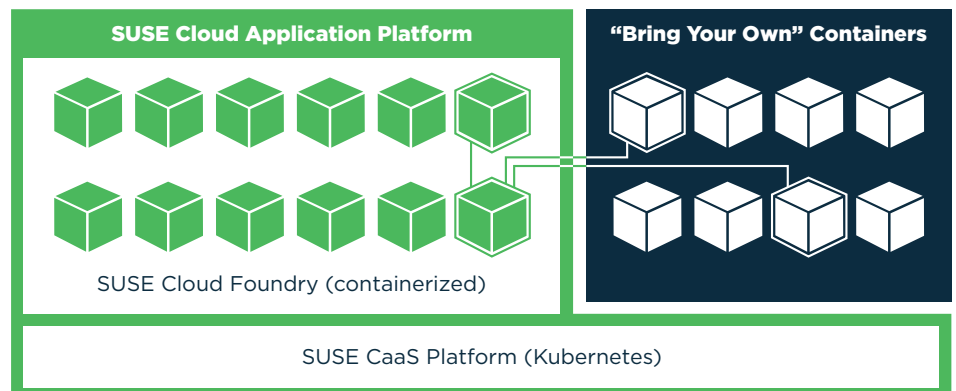 SUSE Cloud Application Platform
“Bring Your Own” Containers
SUSE Cloud Foundry (containerized)
SUSE CaaS Platform (Kubernetes)